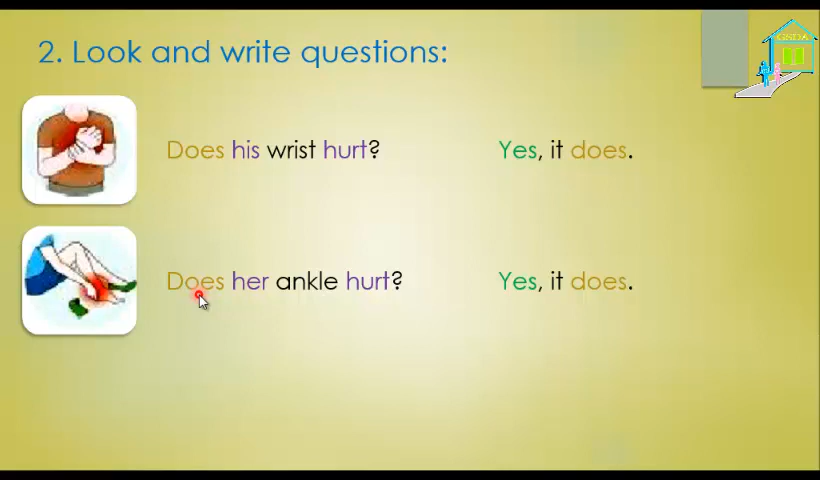 2. Look and write questions:
GSDA
Does his wrist hurt? Yes, it does.
Does her ankle hurt? Yes, it does.